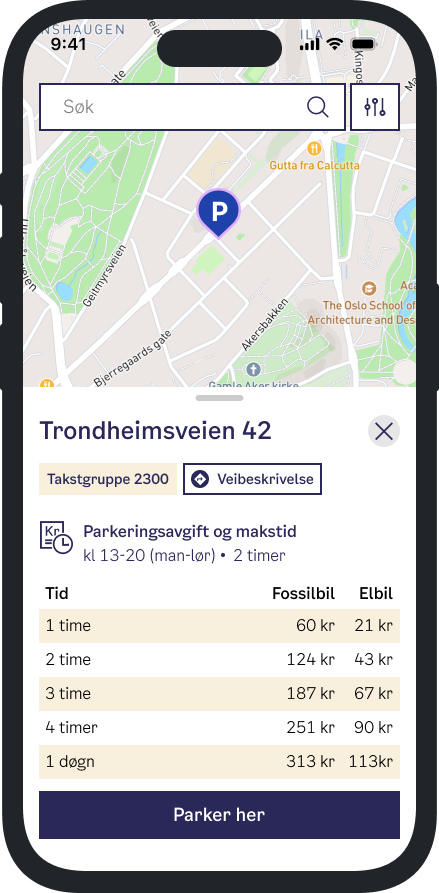 NSHAUGEN
9:41
ILA
Søk
Gutta fra Calcutta
P
Geitmyrsveien
The Oslo School of
Architecture and Des
Akersbakken
Bjerregaards gate
Gamle Aker kirke
Trondheimsveien 42
Takstgruppe 2300
Veibeskrivelse
Kr
Parkeringsavgift og makstid
kl 13-20 (man-lør) • 2 timer
Tid Fossilbil Elbil
1 time 60 kr 21 kr
2 time 124 kr 43 kr
3 time 187 kr 67 kr
4 timer 251 kr 90 kr
1 døgn 313 kr 113kr
Parker her